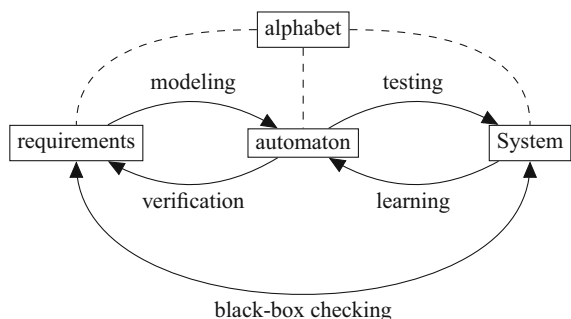 alphabet
modeling
testing
requirements
automaton
System
verification
learning
black-box checking